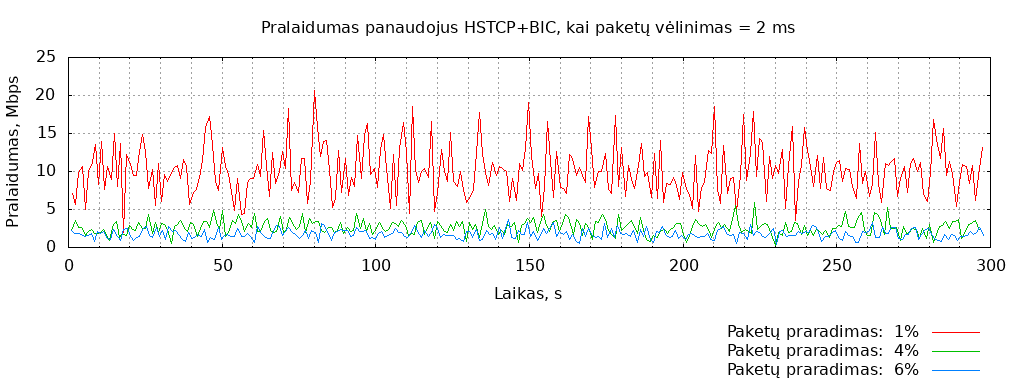 Pralaidumas panaudojus HSTCP+BIC, kai paketų vėlinimas = 2 ms
Pralaidumas, Mbps
25
20
15
10
5
0
0 50 100 150 200 250 300
Laikas, s
Paketų praradimas: 1%
Paketų praradimas: 4%
Paketų praradimas: 6%